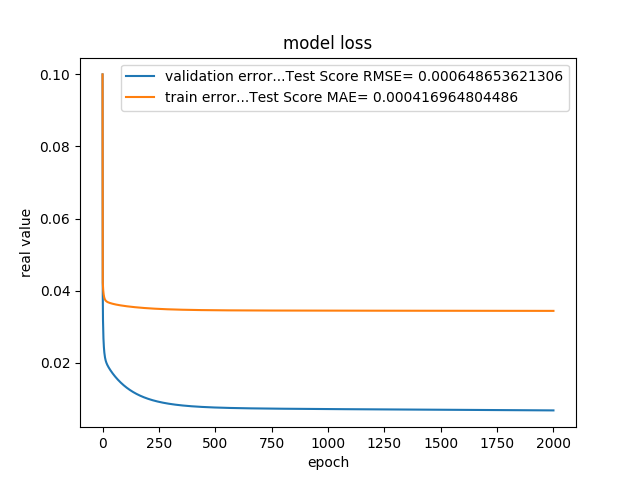 model loss
validation error...Test Score RMSE= 0.000648653621306
train error...Test Score MAE= 0.000416964804486
0.10
0.08
0.06
0.04
0.02
real value
0 250 500 750 1000 1250 1500 1750 2000
epoch